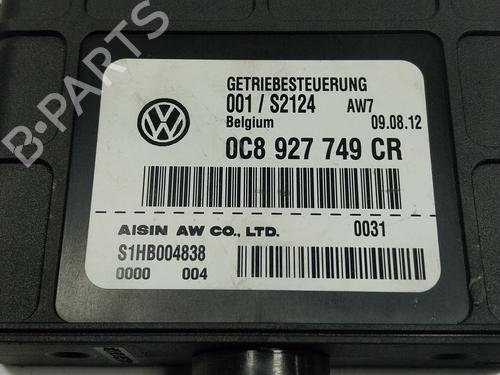 B-PARTS
GETRIEBESTEUERUNG
001 / S2124 AW7
Belgium 09.08.12
0C8 927 749 CR
AISIN AW CO., LTD. 0031
S1HB004838
0000 004